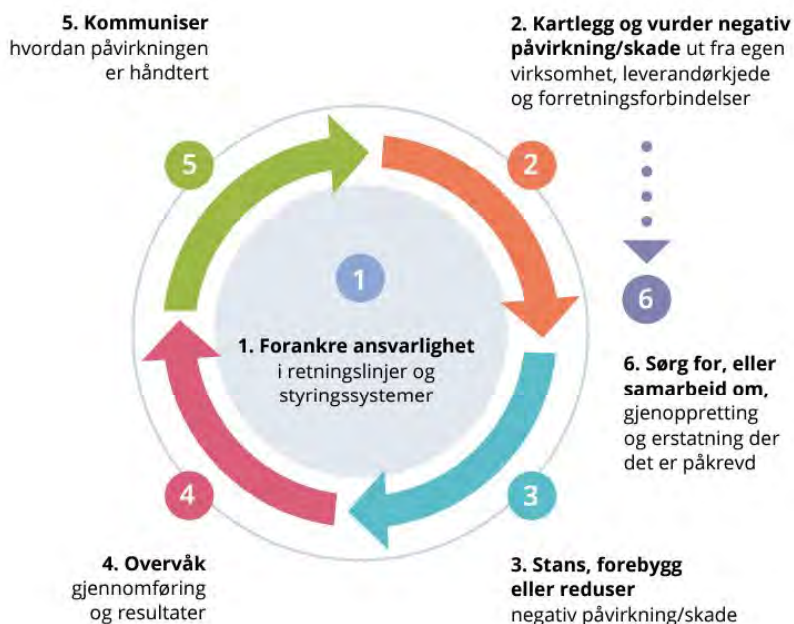 5. Kommuniser
hvordan påvirkningen
er håndtert
2. Kartlegg og vurder negativ
påvirkning/skade ut fra egen
virksomhet, leverandørkjede
og forretningsforbindelser
5
2
1
6
1. Forankre ansvarlighet
i retningslinjer og
styringssystemer
6. Sørg for, eller
samarbeid om,
gjenoppretting
og erstatning der
det er påkrevd
4
3
4. Overvåk
gjennomføring
og resultater
3. Stans, forebygg
eller reduser
negativ påvirkning/skade